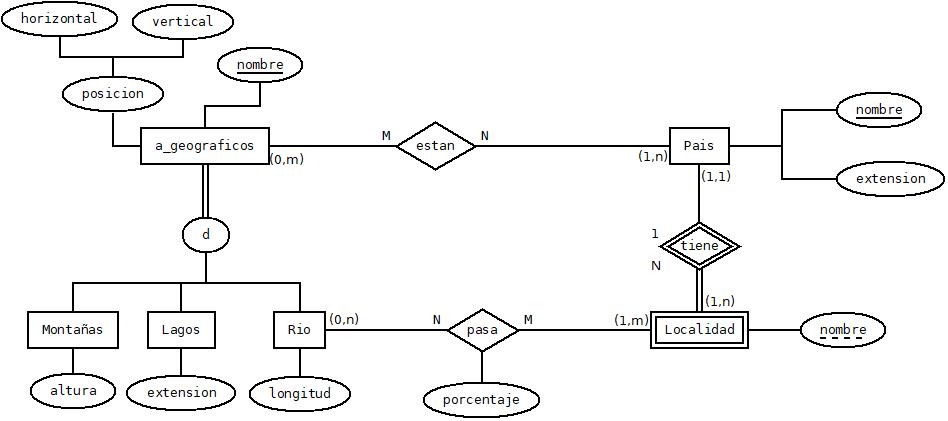 horizontal
vertical
nombre
posicion
nombre
a_geograficos
(0,m)
M
estan
N
(1,n)
Pais
(1,1)
extension
d
1
tiene
N
(1,n)
Montañas
Lagos
Rio
(0,n)
N
pasa
M
(1,m)
Localidad
nombre
altura
extension
longitud
porcentaje